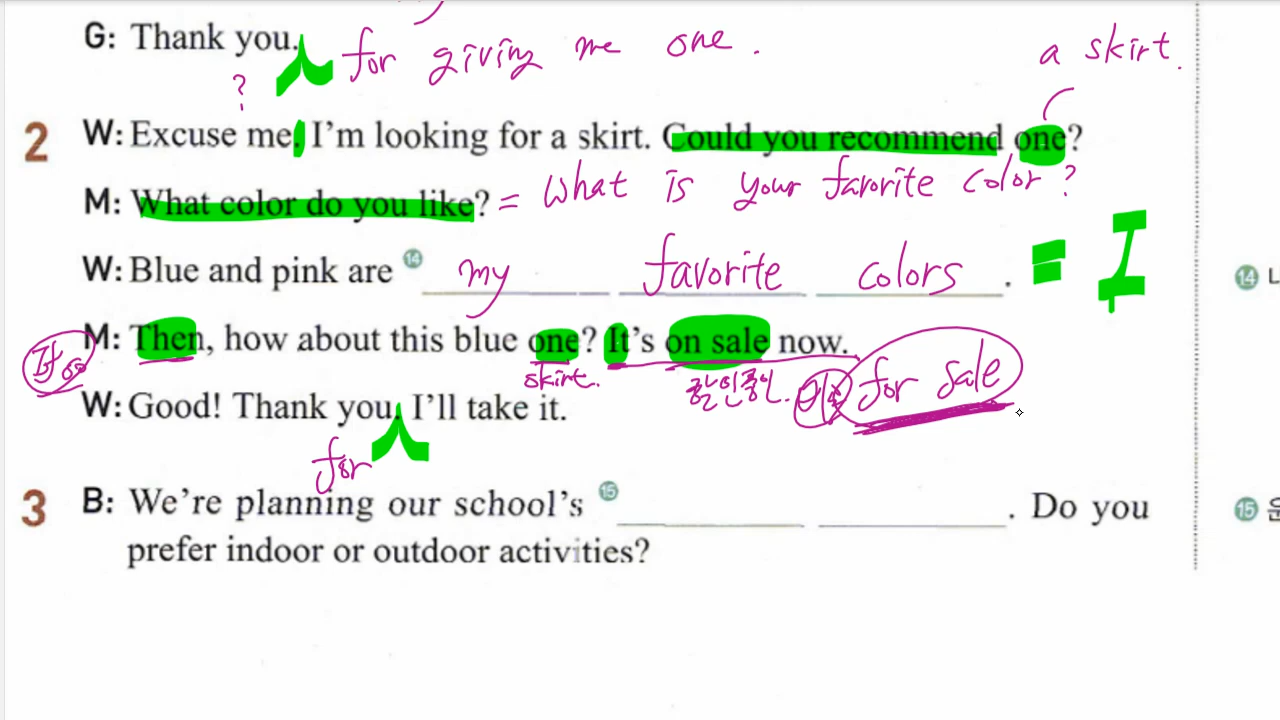 G: Thank you. for giving me one.
? a skirt.
2 W: Excuse me. I'm looking for a skirt. Could you recommend one?
M: What color do you like? = What is your favorite color?
W: Blue and pink are ⑭ my favorite colors. = I
M: Then, how about this blue one? It's on sale now.
If so skirt. 할인중인. for sale
W: Good! Thank you. I'll take it.
for
3 B: We're planning our school's ⑮ . Do you
prefer indoor or outdoor activities?
⑭
⑮